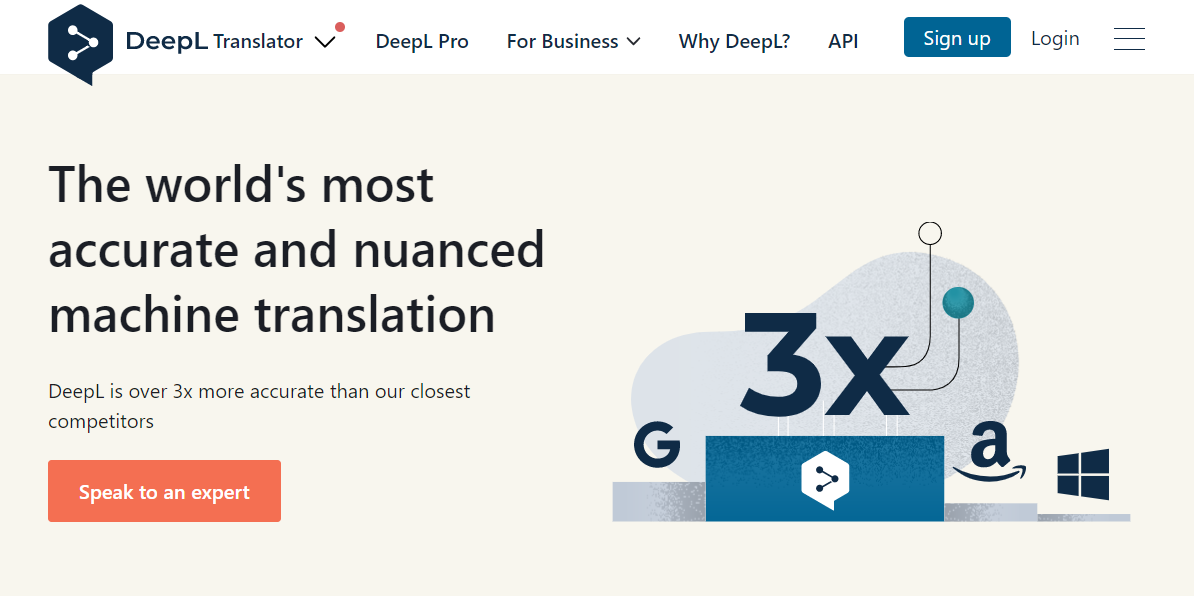 DeepL Translator
DeepL Pro
For Business
Why DeepL?
API
Sign up
Login
The world's most
accurate and nuanced
machine translation
DeepL is over 3x more accurate than our closest
competitors
Speak to an expert
3x
G
a